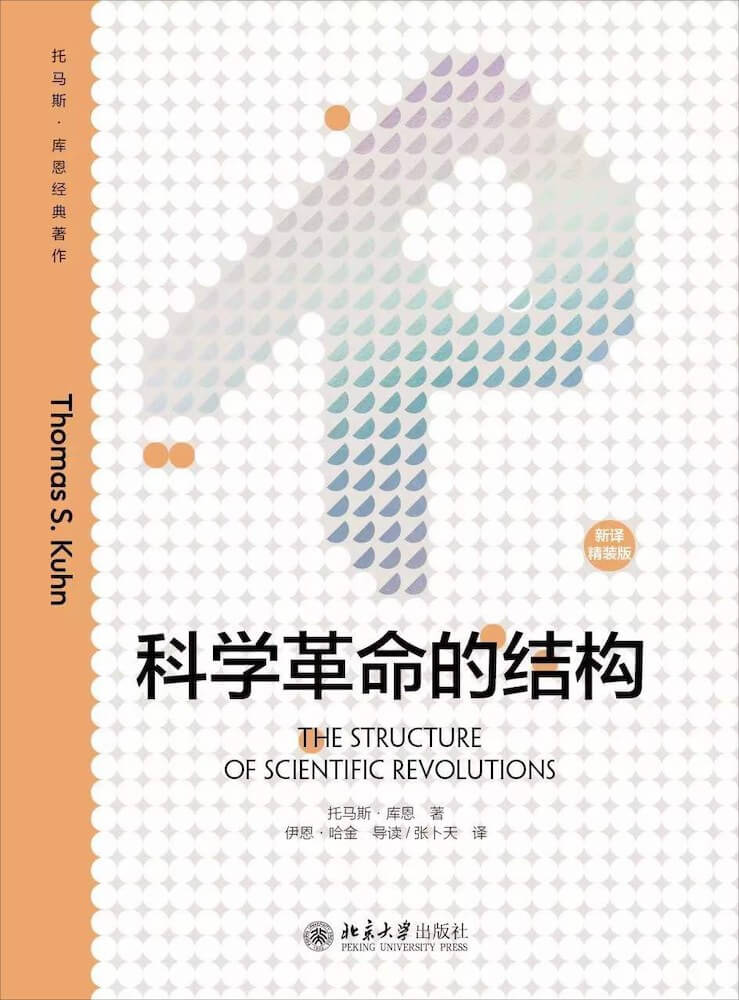 托马斯·库恩经典著作
Thomas S. Kuhn
新译
精装版
科学革命的结构
THE STRUCTURE
OF SCIENTIFIC REVOLUTIONS
托马斯·库恩 著
伊恩·哈金 导读/张卜天 译
北京大学出版社
PEKING UNIVERSITY PRESS